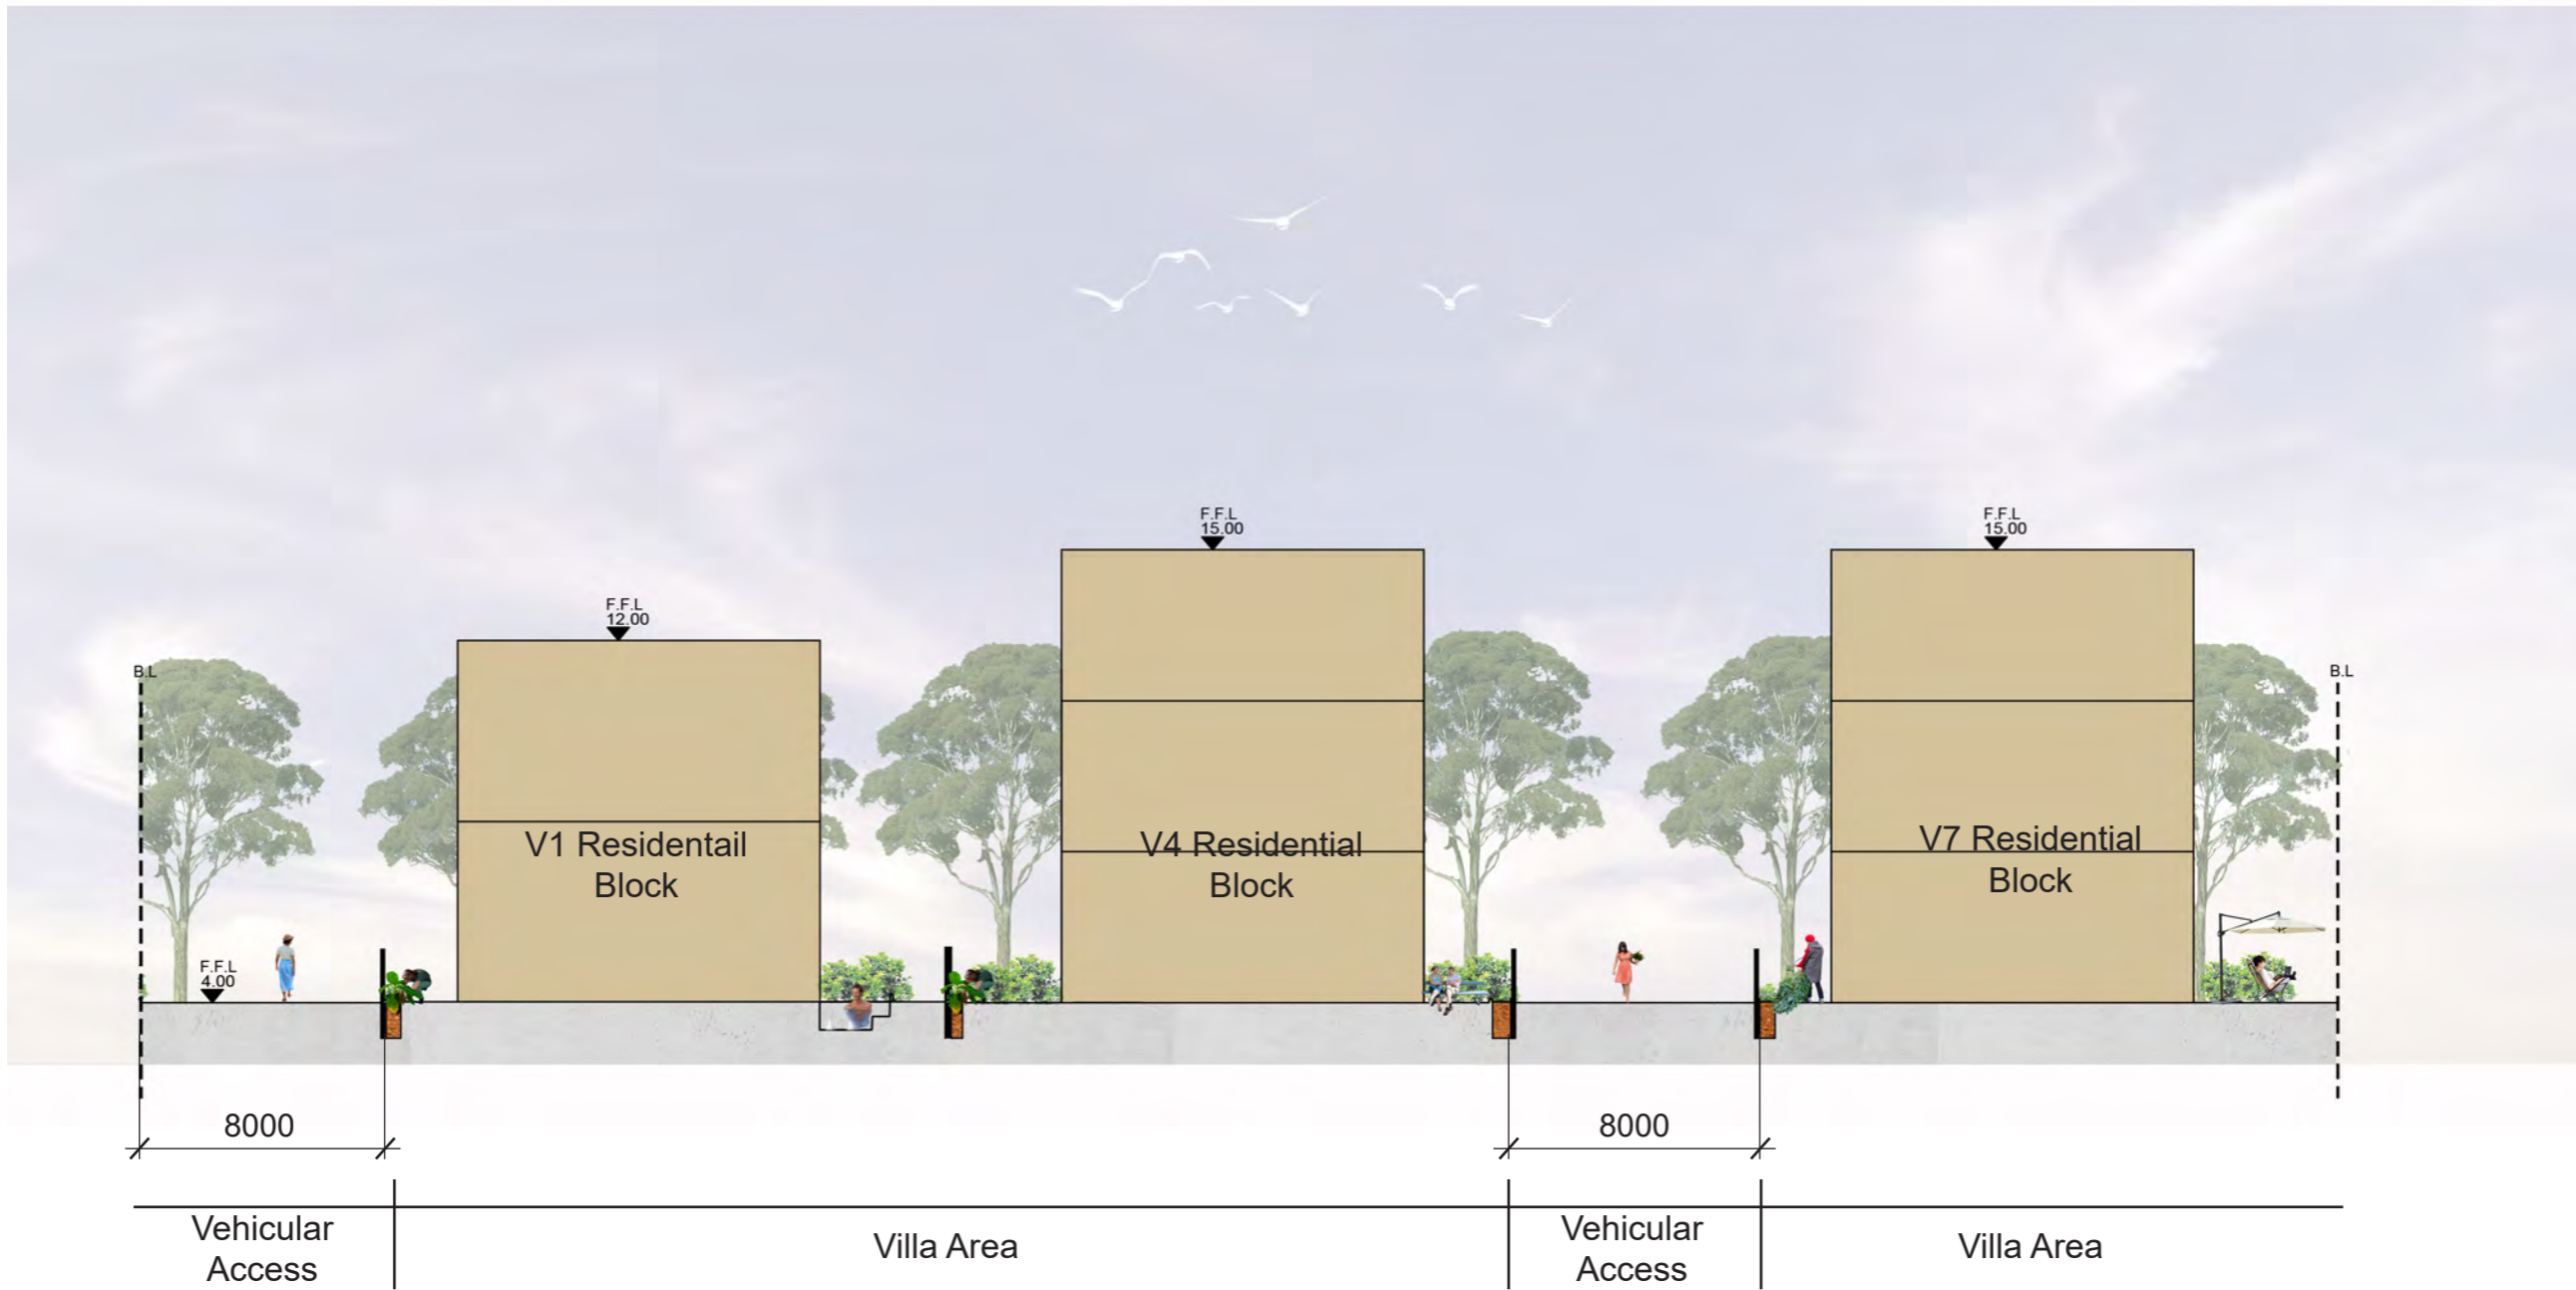 F.F.L
15.00
F.F.L
15.00
F.F.L
12.00
B.L
B.L
V1 Residentail
Block
V4 Residential
Block
V7 Residential
Block
F.F.L
4.00
8000
8000
Vehicular
Access
Villa Area
Vehicular
Access
Villa Area